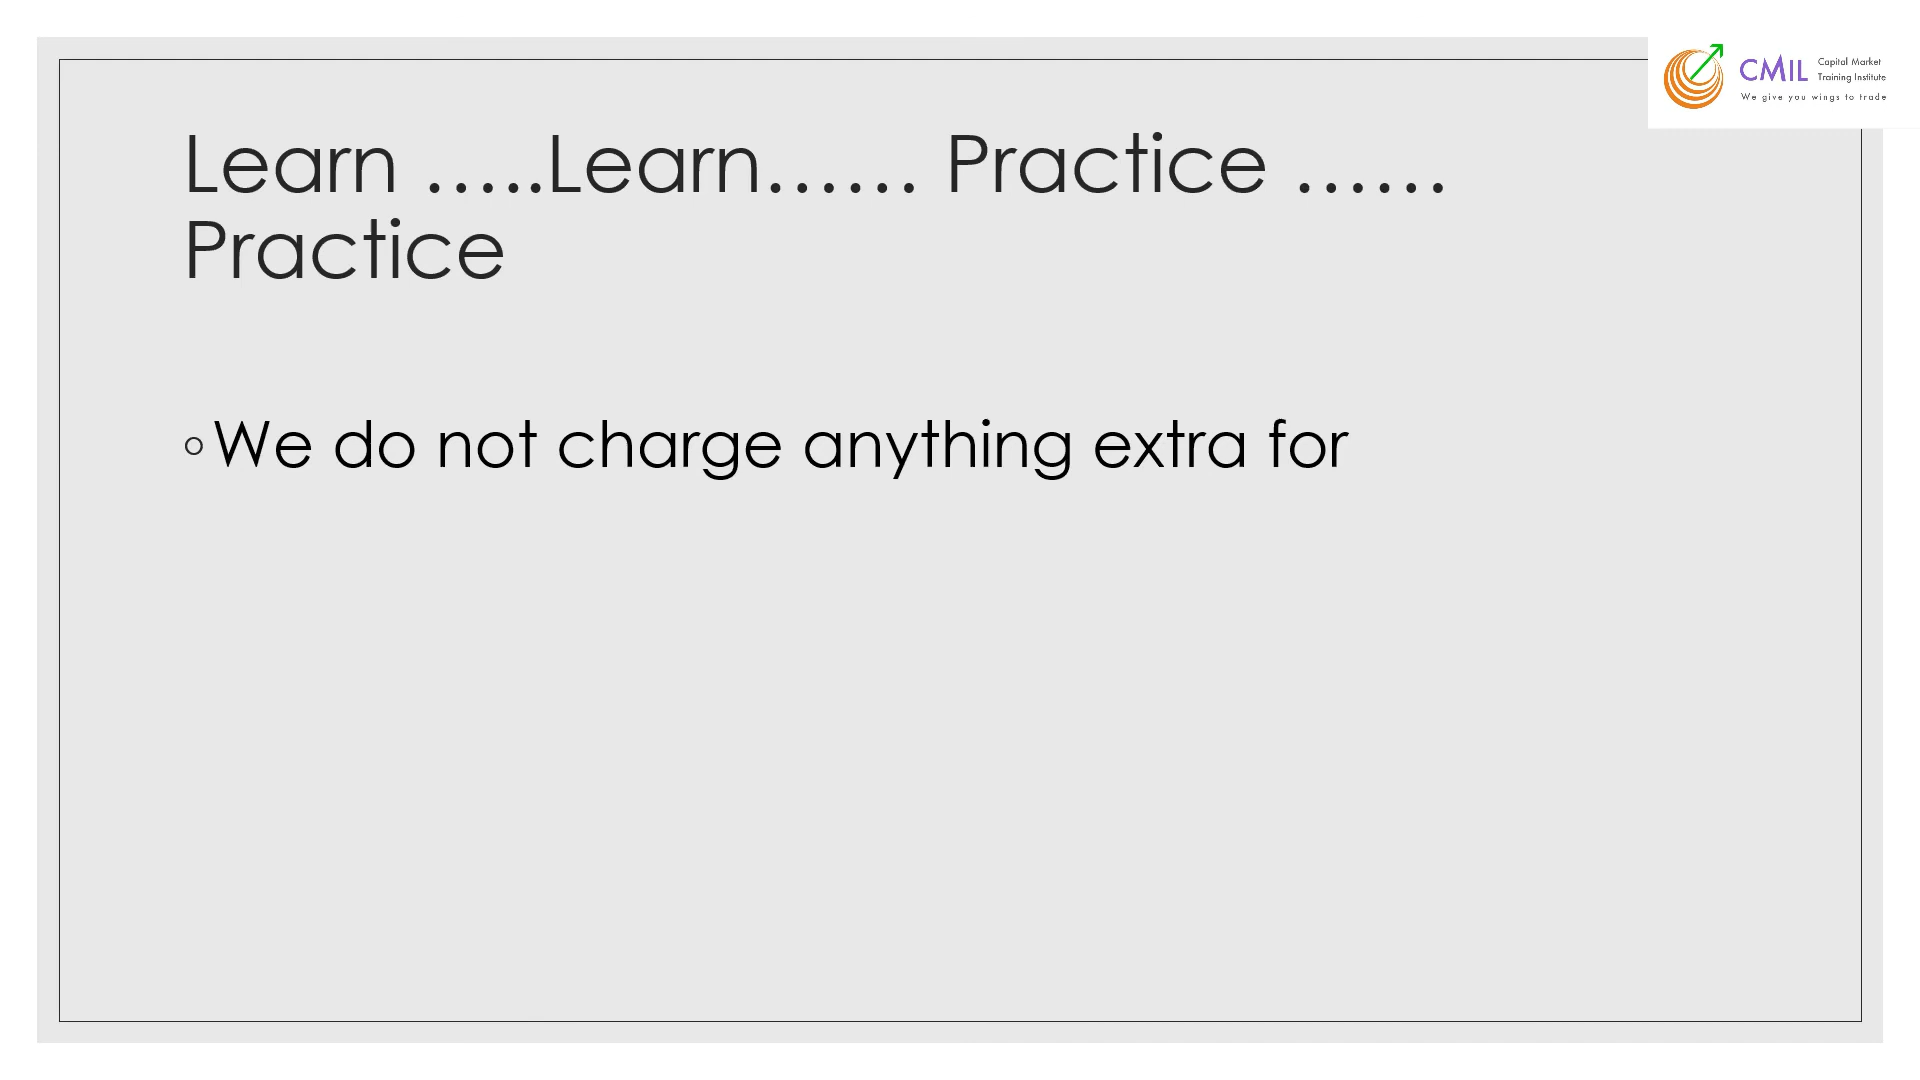 CMIL Capital Market
Training Institute
We give you wings to trade
Learn .....Learn...... Practice ......
Practice
◦We do not charge anything extra for